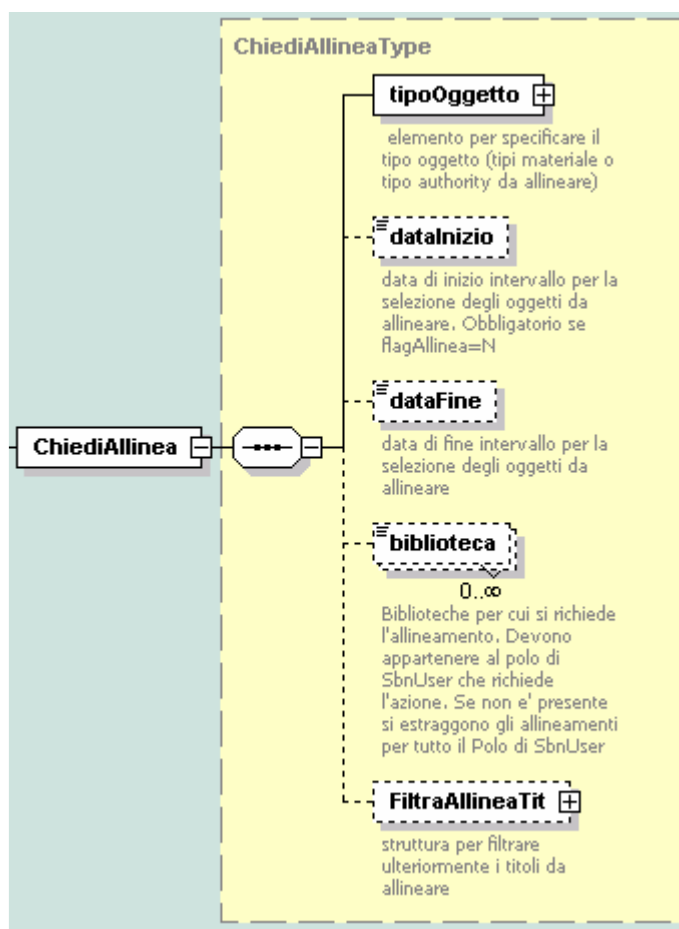 ChiediAllineaType
tipoOggetto
elemento per specificare il
tipo oggetto (tipi materiale o
tipo authority da allineare)
dataInizio
data di inizio intervallo per la
selezione degli oggetti da
allineare. Obbligatorio se
flagAllinea=N
dataFine
data di fine intervallo per la
selezione degli oggetti da
allineare
ChiediAllinea
biblioteca
0..∞
Biblioteche per cui si richiede
l'allineamento. Devono
appartenere al polo di
SbnUser che richiede
l'azione. Se non e' presente
si estraggono gli allineamenti
per tutto il Polo di SbnUser
FiltraAllineaTit
struttura per filtrare
ulteriormente i titoli da
allineare